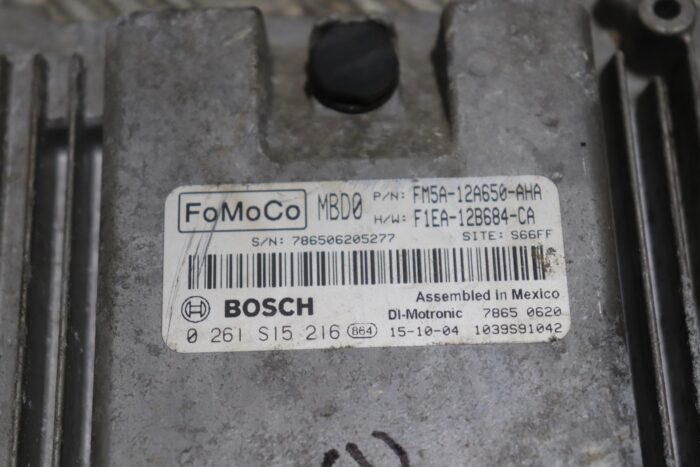 FoMoCo MBD0 P/N: FM5A-12A650-AHA
H/W: F1EA-12B684-CA
S/N: 786506205277 SITE: S66FF
BOSCH Assembled in Mexico
DI-Motronic 7865 0620
0 261 S15 216 864 15-10-04 1039S91042